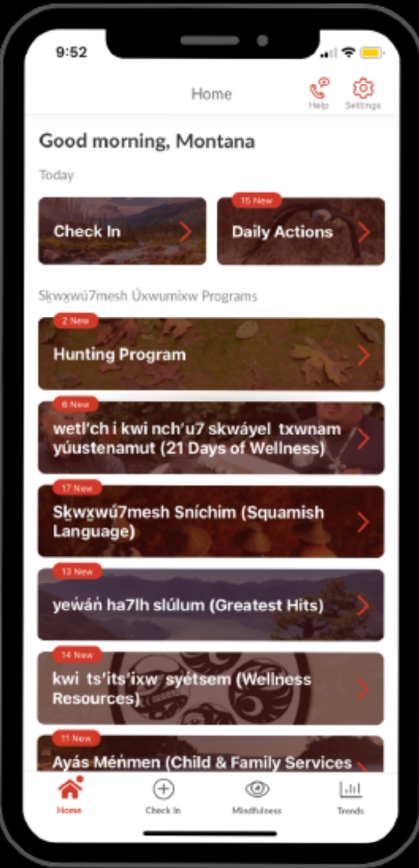 9:52
Home
Help
Settings
Good morning, Montana
Today
Check In
15 New
Daily Actions
Sḵwx̱wú7mesh Úxwumixw Programs
2 New
Hunting Program
6 New
wetl'ch i kwi nch'u7 skwáyel txwnam
yúustenamut (21 Days of Wellness)
17 New
Sḵwx̱wú7mesh Sníchim (Squamish
Language)
13 New
yew̓áń ha7lh slúlum (Greatest Hits)
14 New
kwi ts'its'ixw syétsem (Wellness
Resources)
11 New
Ayás Méńmen (Child & Family Services
Home
Check In
Mindfulness
Trends